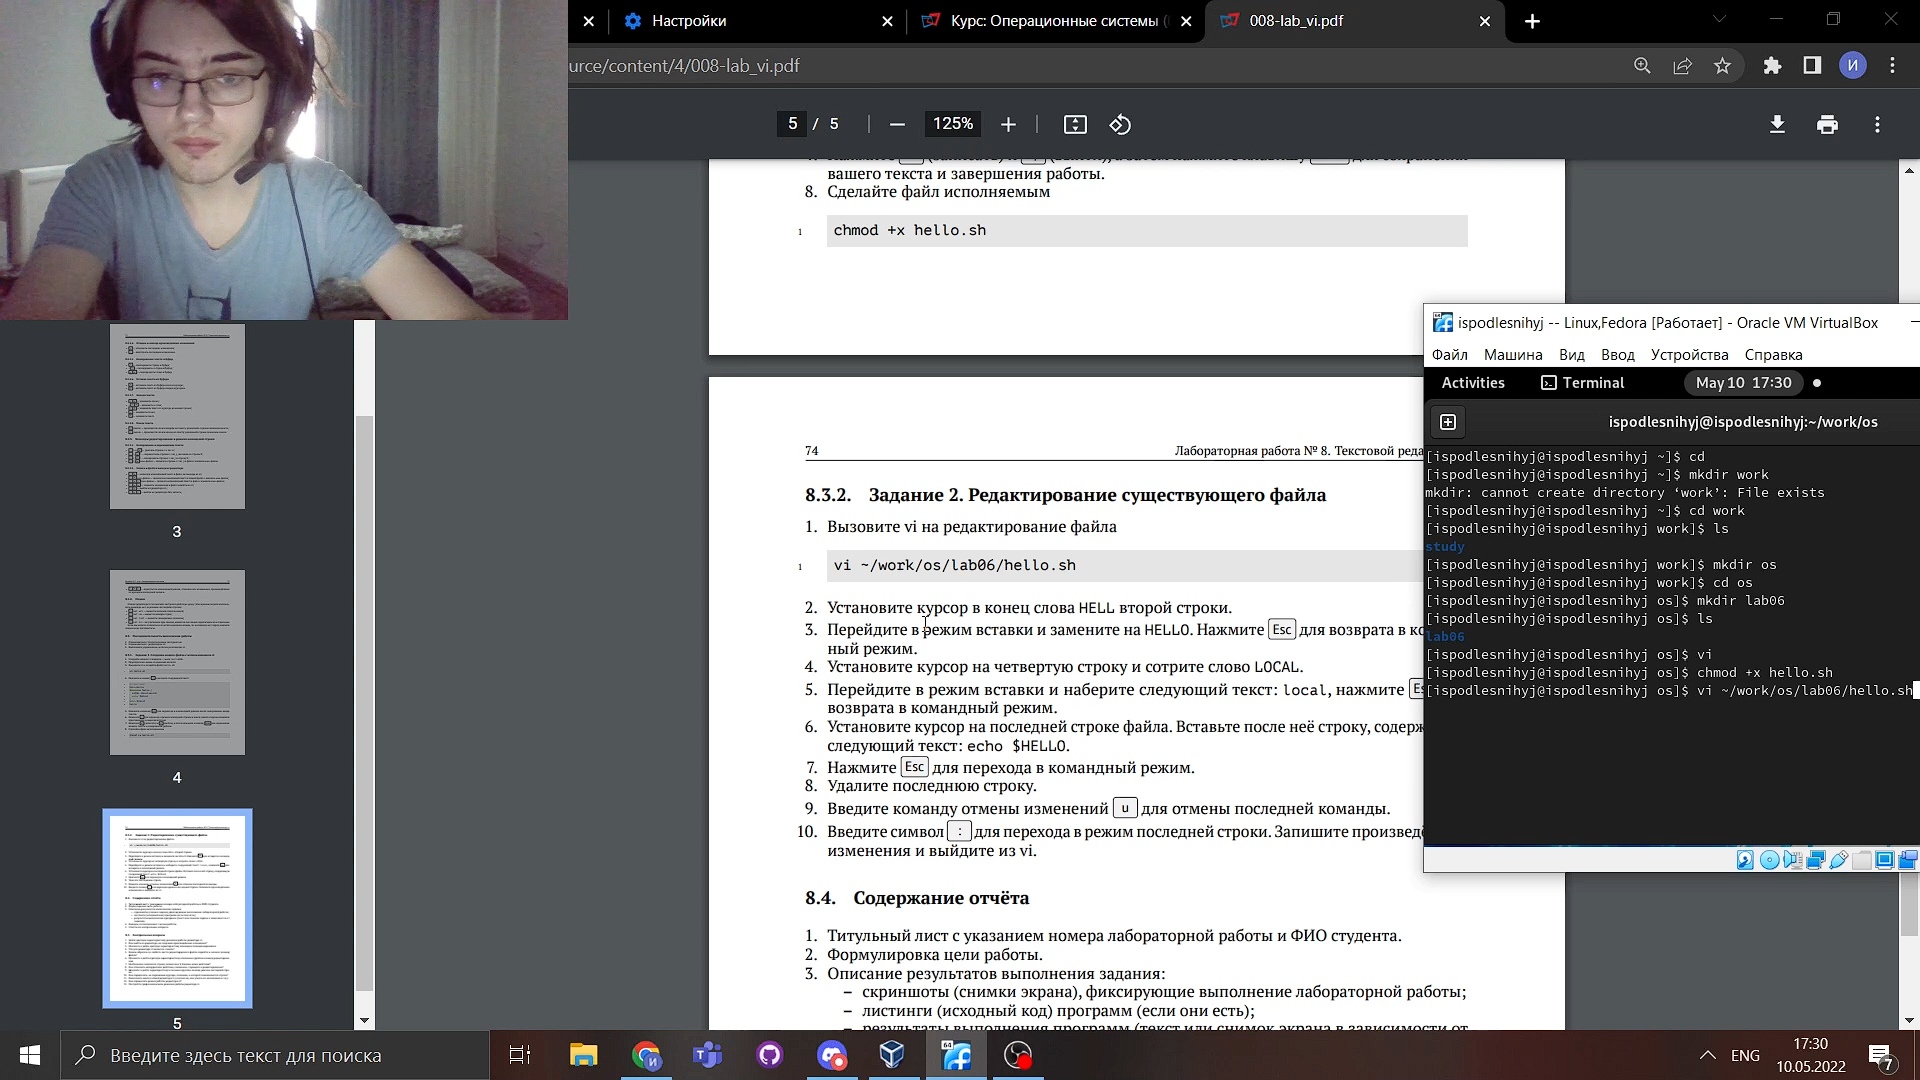 Настройки
Курс: Операционные системы (
008-lab_vi.pdf
urce/content/4/008-lab_vi.pdf
И
5 / 5
125%
вашего текста и завершения работы.
8. Сделайте файл исполняемым
1 chmod +x hello.sh
74 Лабораторная работа № 8. Текстовой реда
8.3.2. Задание 2. Редактирование существующего файла
1. Вызовите vi на редактирование файла
1 vi ~/work/os/lab06/hello.sh
2. Установите курсор в конец слова HELL второй строки.
3. Перейдите в режим вставки и замените на HELLO. Нажмите Esc для возврата в ко
ный режим.
4. Установите курсор на четвертую строку и сотрите слово LOCAL.
5. Перейдите в режим вставки и наберите следующий текст: local, нажмите Es
возврата в командный режим.
6. Установите курсор на последней строке файла. Вставьте после неё строку, содерж
следующий текст: echo $HELLO.
7. Нажмите Esc для перехода в командный режим.
8. Удалите последнюю строку.
9. Введите команду отмены изменений u для отмены последней команды.
10. Введите символ : для перехода в режим последней строки. Запишите произведё
изменения и выйдите из vi.
8.4. Содержание отчёта
1. Титульный лист с указанием номера лабораторной работы и ФИО студента.
2. Формулировка цели работы.
3. Описание результатов выполнения задания:
– скриншоты (снимки экрана), фиксирующие выполнение лабораторной работы;
– листинги (исходный код) программ (если они есть);
– результаты выполнения программ (текст или снимок экрана в зависимости от
3
4
5
ispodlesnihyj -- Linux,Fedora [Работает] - Oracle VM VirtualBox
Файл Машина Вид Ввод Устройства Справка
Activities Terminal May 10 17:30
ispodlesnihyj@ispodlesnihyj:~/work/os
[ispodlesnihyj@ispodlesnihyj ~]$ cd
[ispodlesnihyj@ispodlesnihyj ~]$ mkdir work
mkdir: cannot create directory ‘work’: File exists
[ispodlesnihyj@ispodlesnihyj ~]$ cd work
[ispodlesnihyj@ispodlesnihyj work]$ ls
study
[ispodlesnihyj@ispodlesnihyj work]$ mkdir os
[ispodlesnihyj@ispodlesnihyj work]$ cd os
[ispodlesnihyj@ispodlesnihyj os]$ mkdir lab06
[ispodlesnihyj@ispodlesnihyj os]$ ls
lab06
[ispodlesnihyj@ispodlesnihyj os]$ vi
[ispodlesnihyj@ispodlesnihyj os]$ chmod +x hello.sh
[ispodlesnihyj@ispodlesnihyj os]$ vi ~/work/os/lab06/hello.sh
Введите здесь текст для поиска
64
ENG
17:30
10.05.2022
7